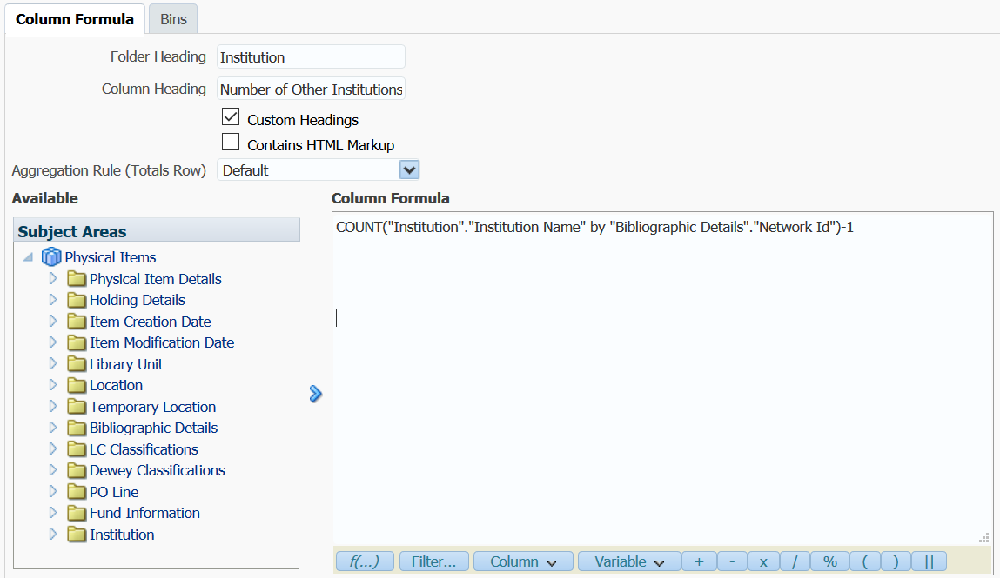 Column Formula
Bins
Folder Heading
Institution
Column Heading
Number of Other Institutions
Custom Headings
Contains HTML Markup
Aggregation Rule (Totals Row)
Default
Available
Column Formula
Subject Areas
Physical Items
Physical Item Details
Holding Details
Item Creation Date
Item Modification Date
Library Unit
Location
Temporary Location
Bibliographic Details
LC Classifications
Dewey Classifications
PO Line
Fund Information
Institution
COUNT("Institution"."Institution Name" by "Bibliographic Details"."Network Id")-1
f(...) Filter... Column Variable + - x / % ( ) ||